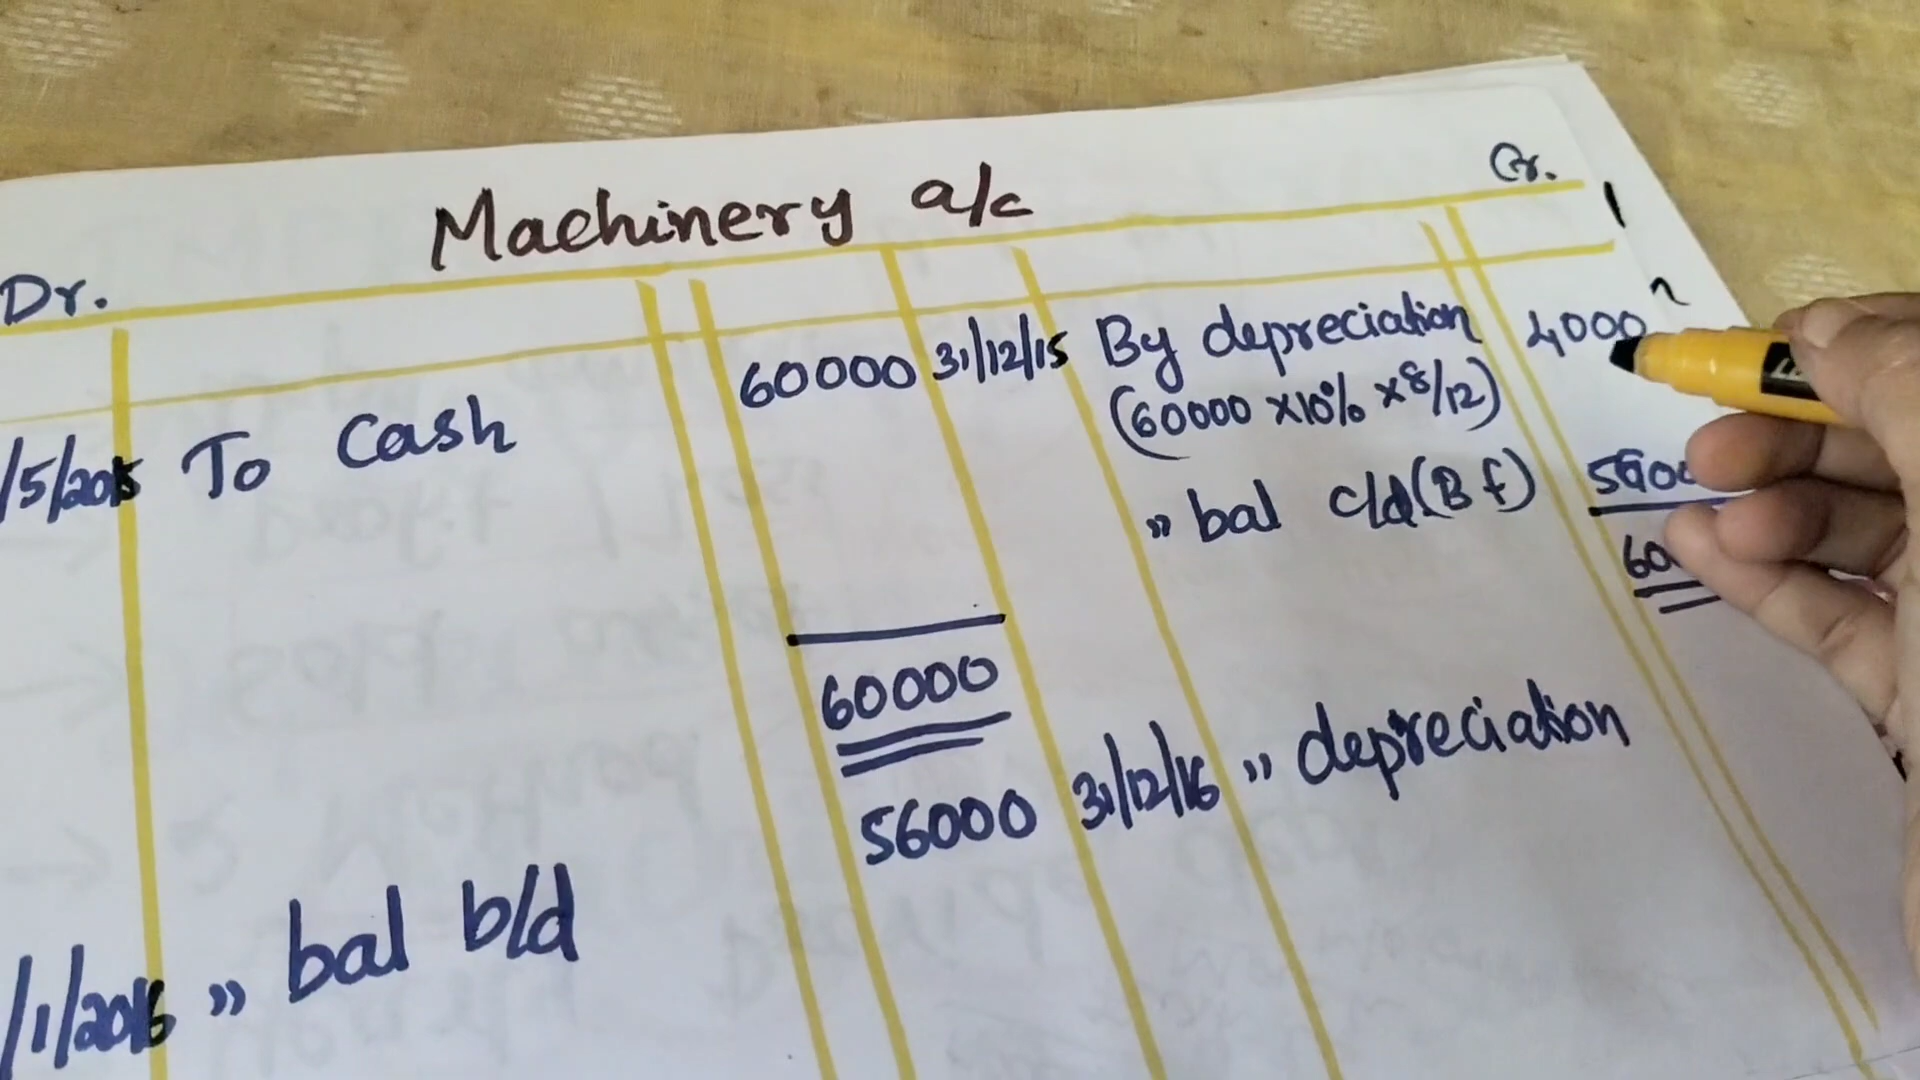 Machinery a/c
Dr.
Cr.
/5/2015 To Cash 60000 31/12/15 By depreciation 4000
(60000 x10% x8/12)
" bal c/d (B f)
60000
/1/2016 " bal b/d 56000 31/12/16 " depreciation